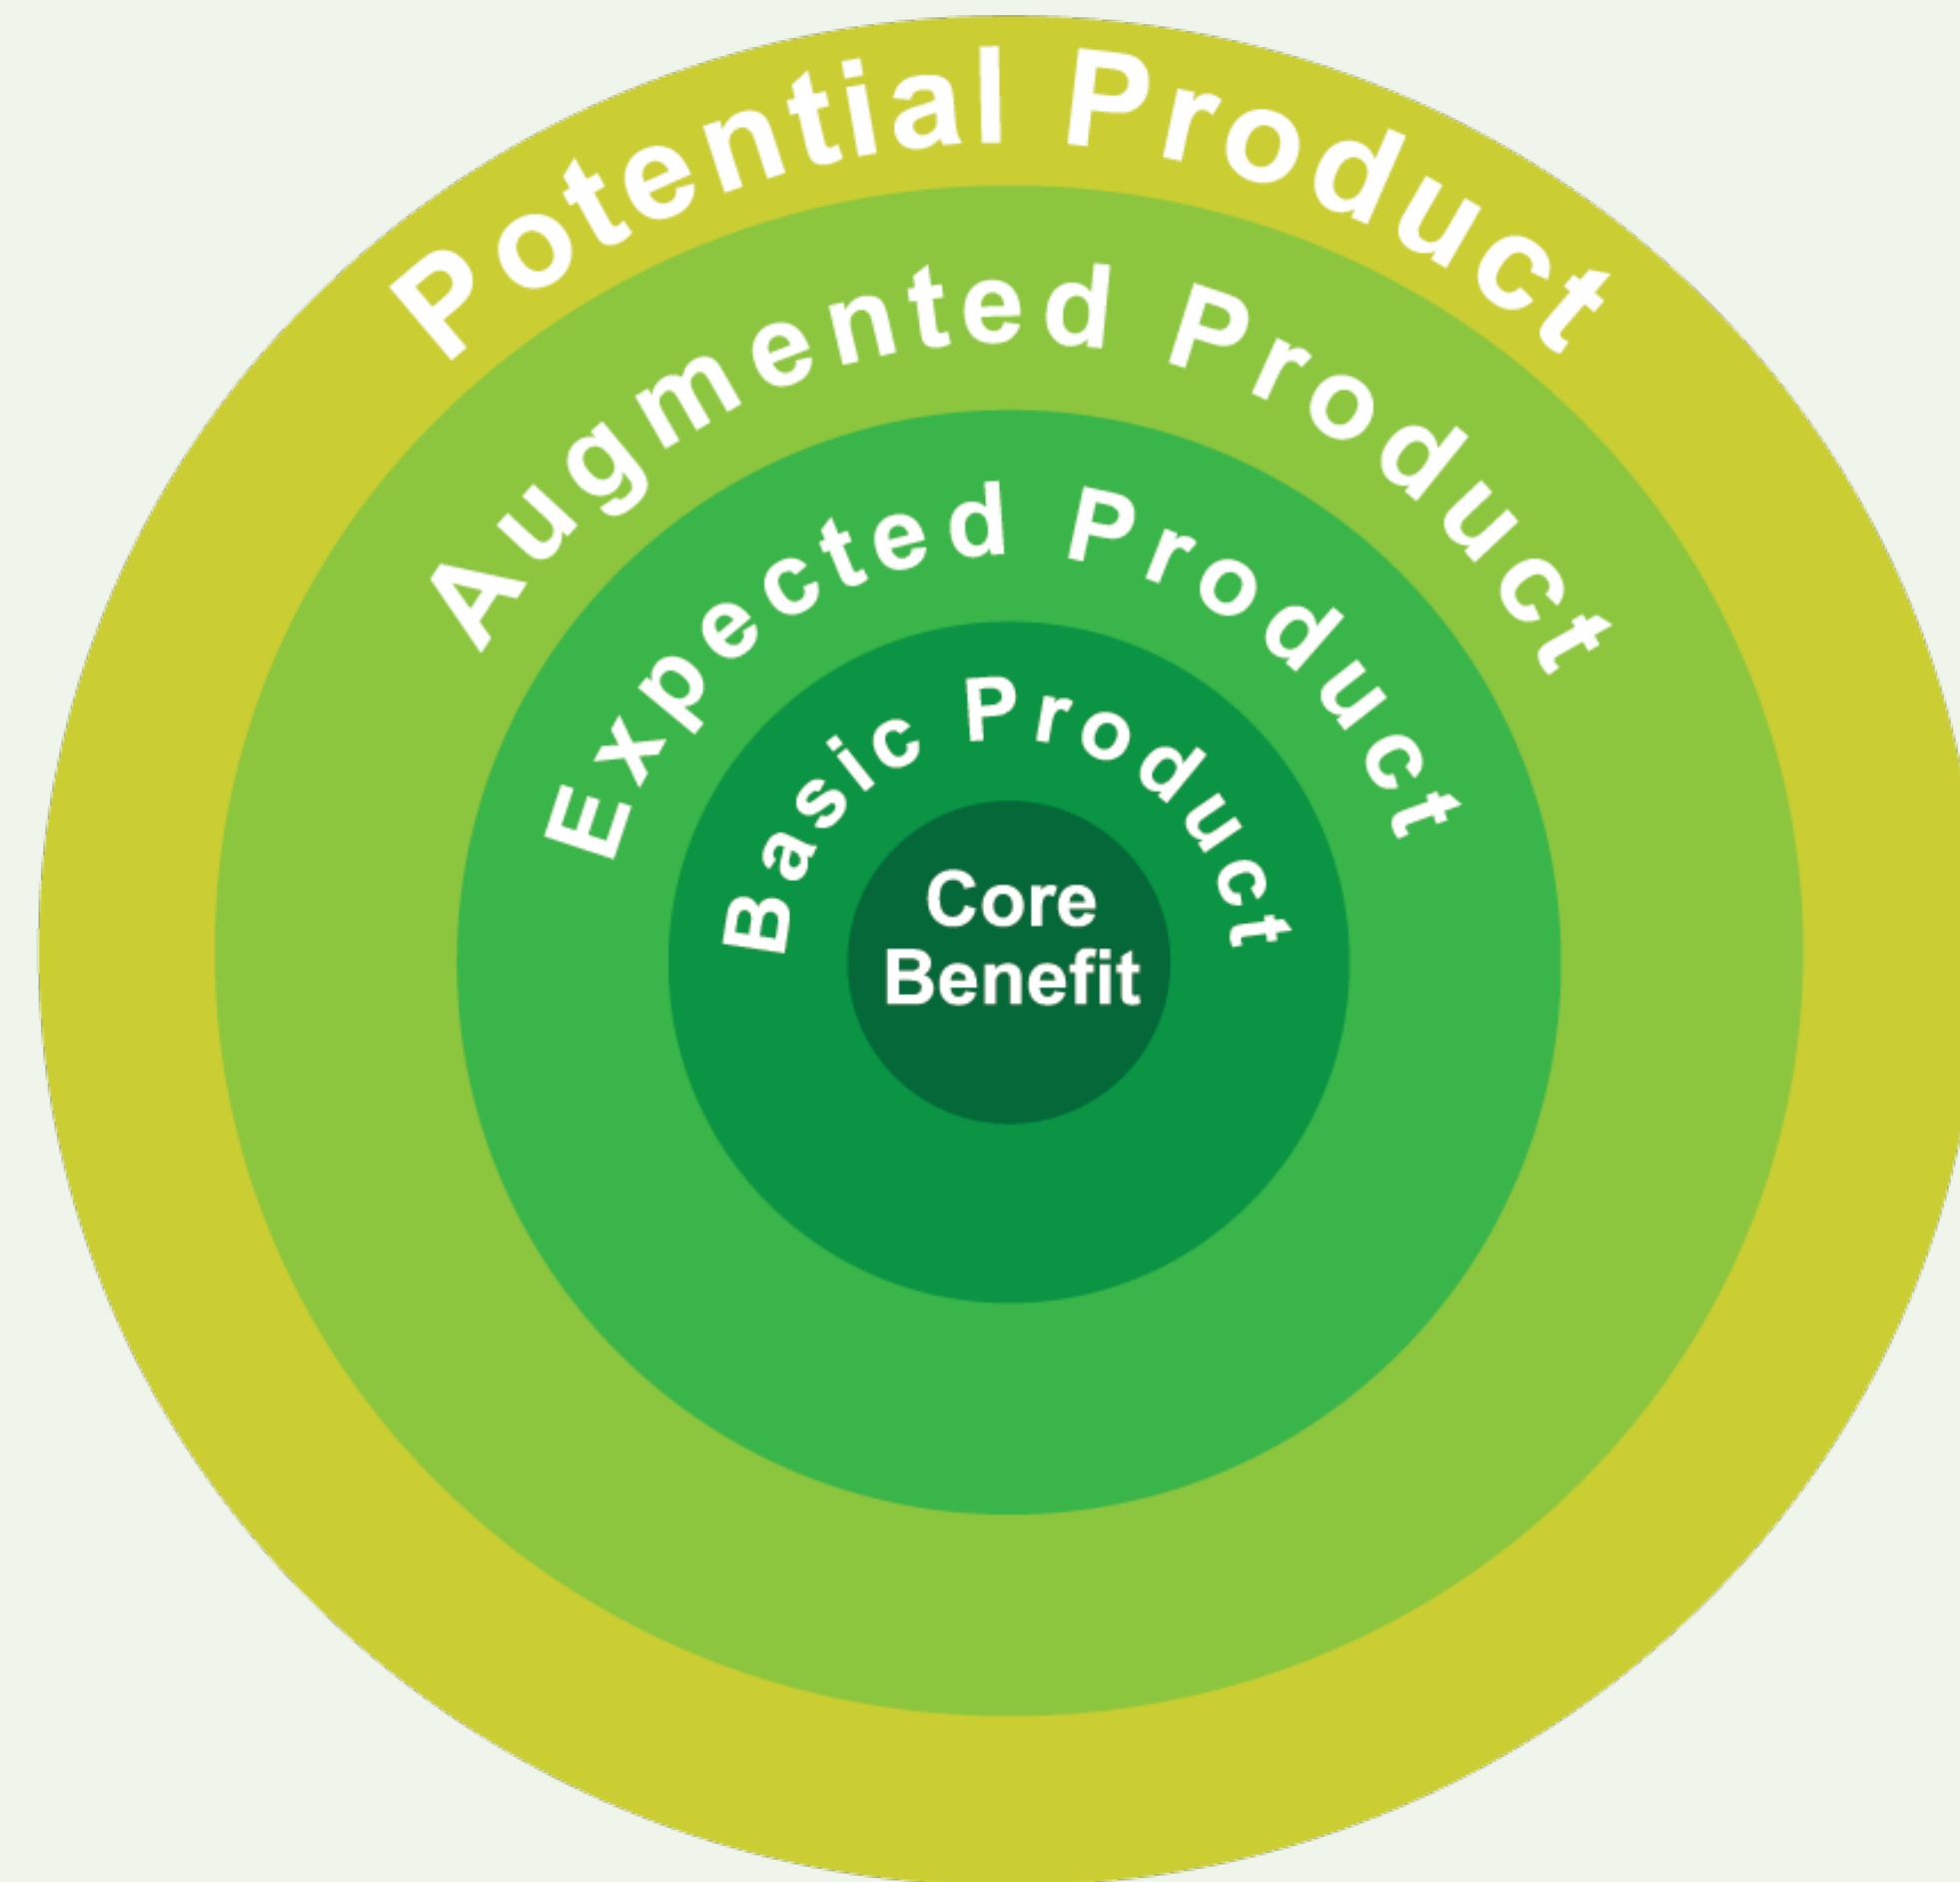 Potential Product
Augmented Product
Expected Product
Basic Product
Core
Benefit